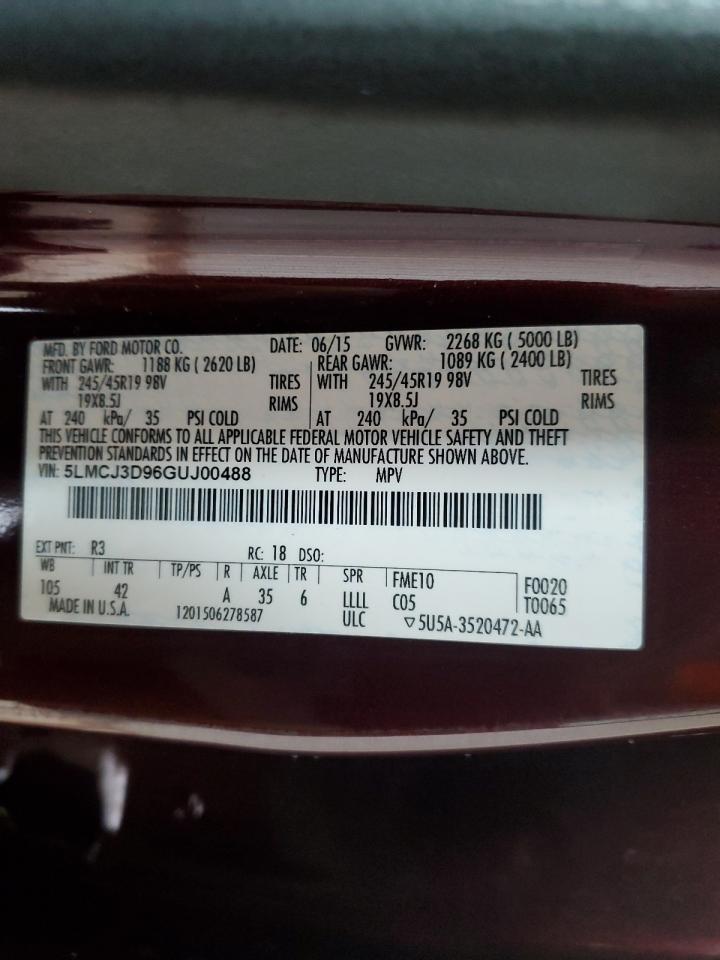 MFD. BY FORD MOTOR CO. DATE: 06/15 GVWR: 2268 KG ( 5000 LB)
FRONT GAWR: 1188 KG ( 2620 LB) REAR GAWR: 1089 KG ( 2400 LB)
WITH 245/45R19 98V TIRES WITH 245/45R19 98V TIRES
19X8.5J RIMS 19X8.5J RIMS
AT 240 kPa/ 35 PSI COLD AT 240 kPa/ 35 PSI COLD
THIS VEHICLE CONFORMS TO ALL APPLICABLE FEDERAL MOTOR VEHICLE SAFETY AND THEFT
PREVENTION STANDARDS IN EFFECT ON THE DATE OF MANUFACTURE SHOWN ABOVE.
VIN: 5LMCJ3D96GUJ00488 TYPE: MPV
EXT PNT: R3 RC: 18 DSO:
WB INT TR TP/PS R AXLE TR SPR FME10 F0020
105 42 A 35 6 LLLL C05 T0065
MADE IN U.S.A. 1201506278587 ULC ▽5U5A-3520472-AA